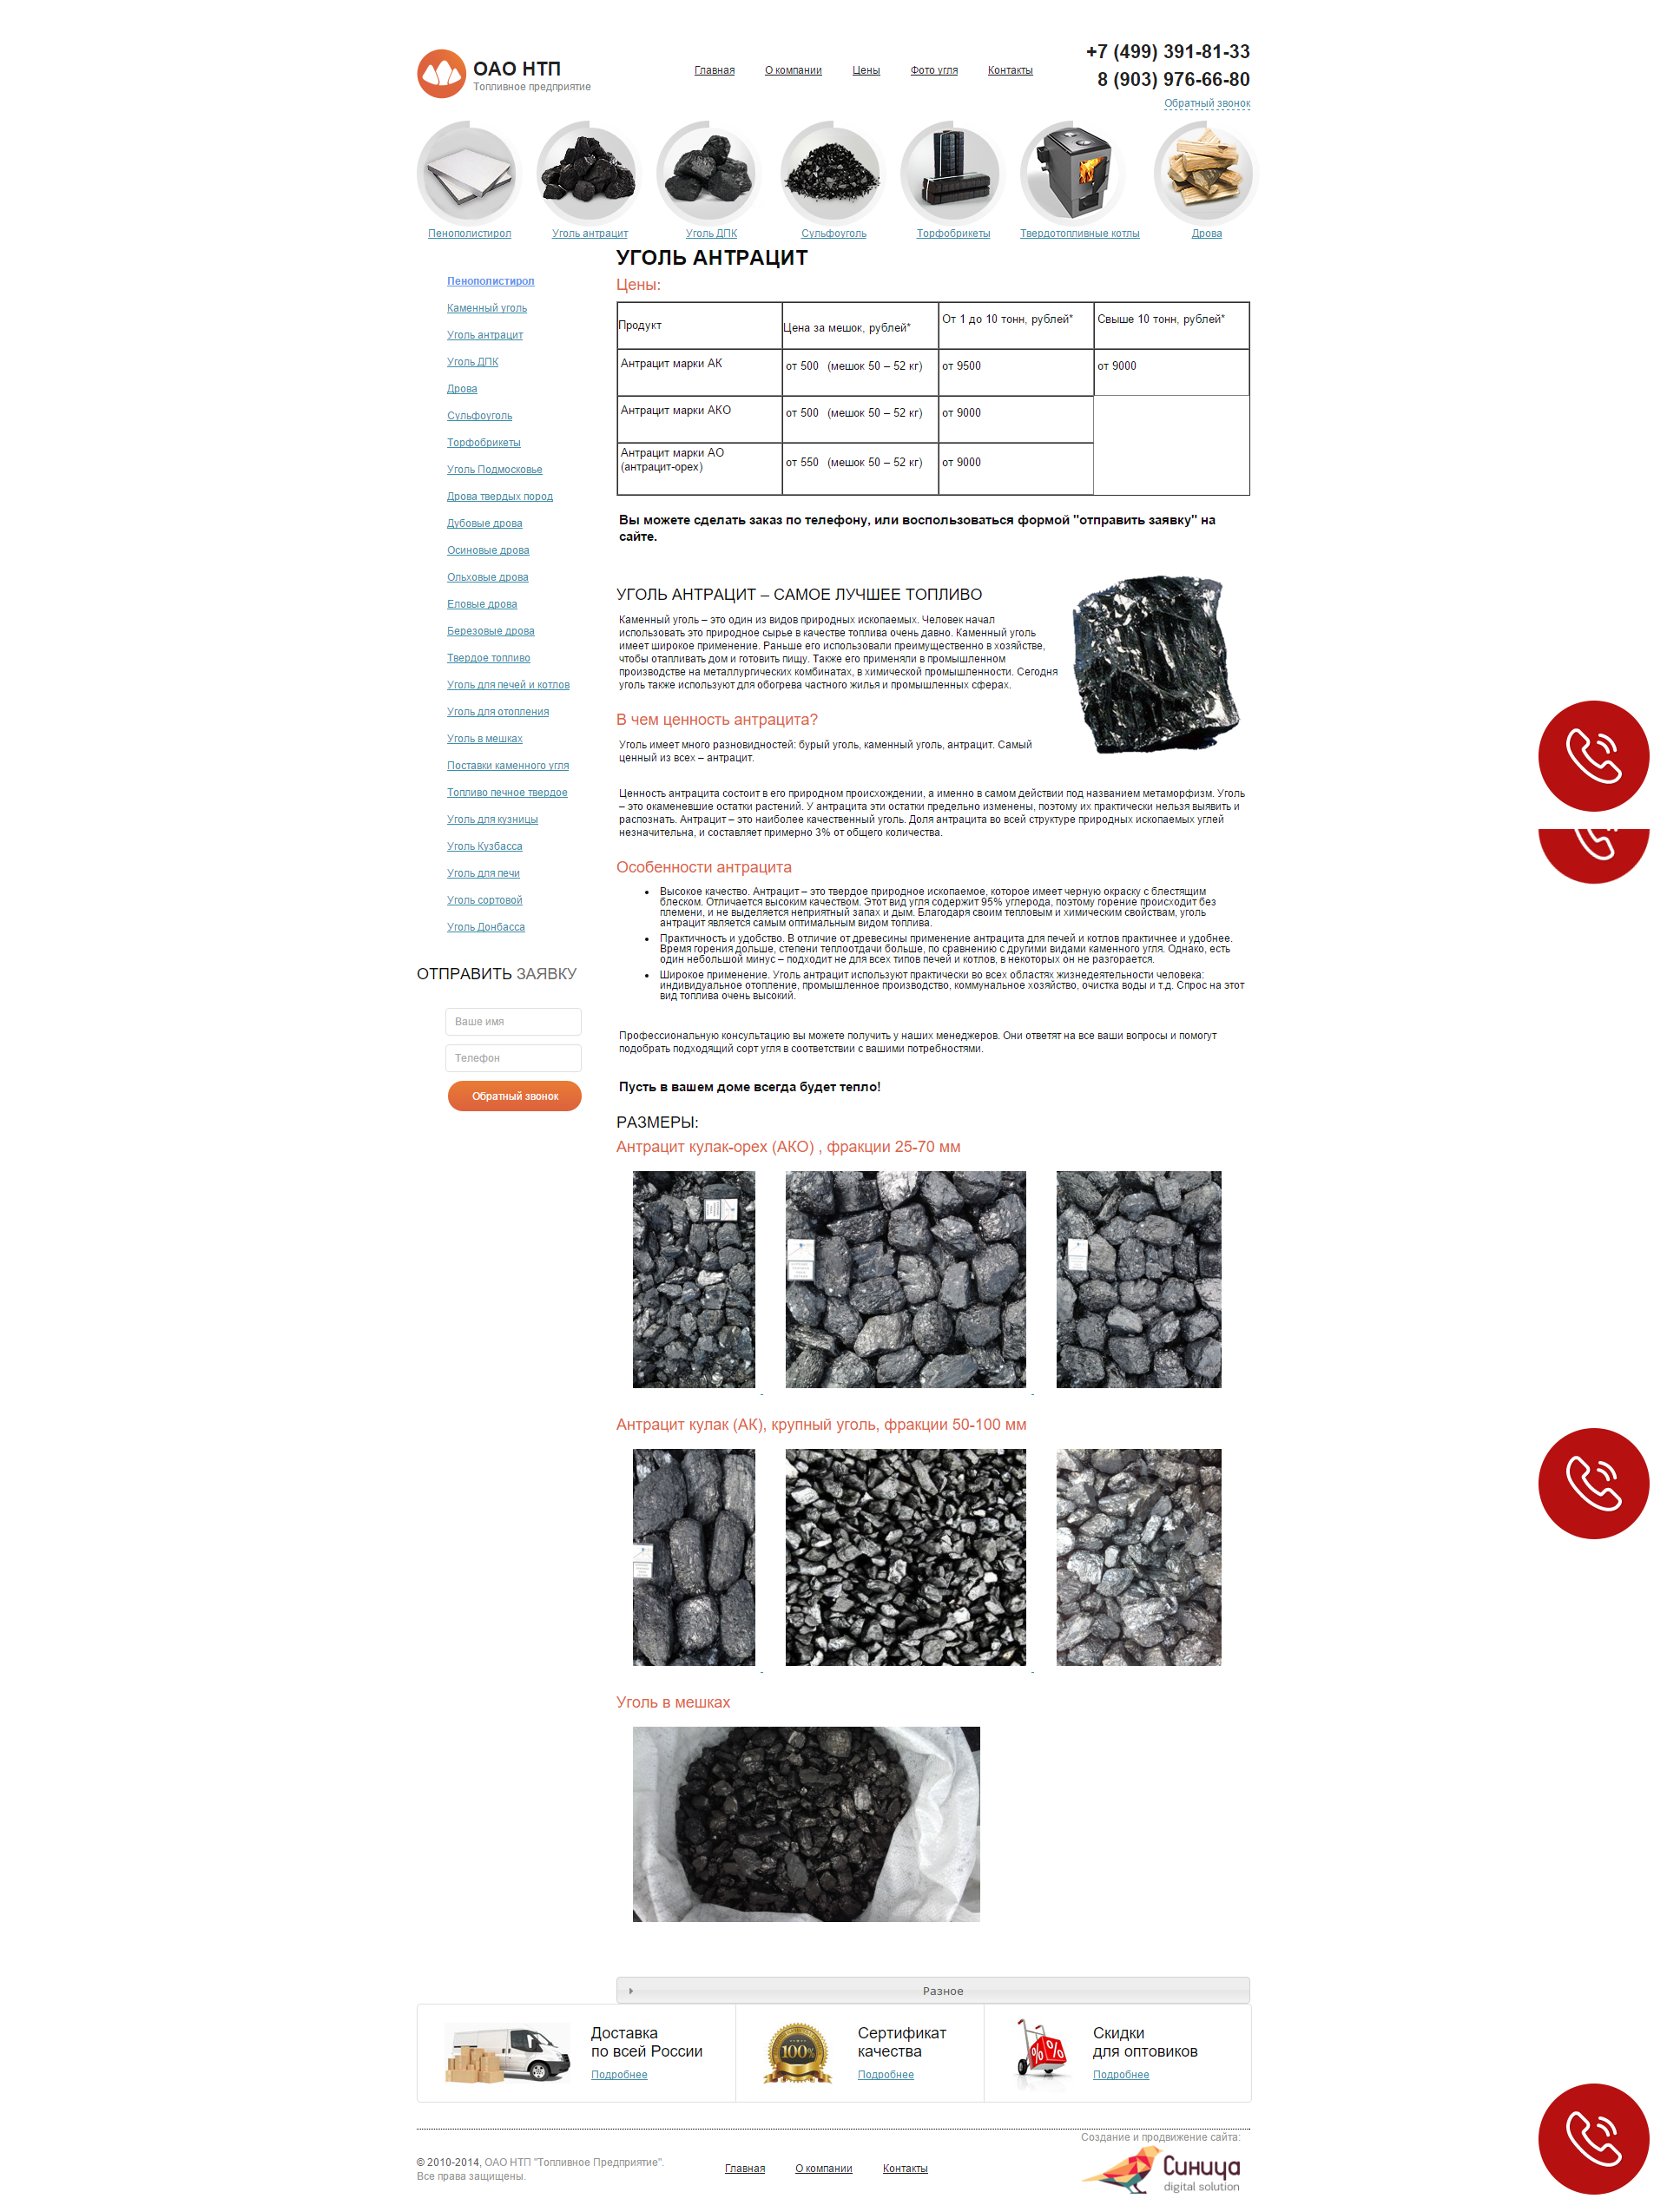 ОАО НТП
Топливное предприятие
Главная О компании Цены Фото угля Контакты
+7 (499) 391-81-33
8 (903) 976-66-80
Обратный звонок
Пенополистирол Уголь антрацит Уголь ДПК Сульфоуголь Торфобрикеты Твердотопливные котлы Дрова
Пенополистирол
Каменный уголь
Уголь антрацит
Уголь ДПК
Дрова
Сульфоуголь
Торфобрикеты
Уголь Подмосковье
Дрова твердых пород
Дубовые дрова
Осиновые дрова
Ольховые дрова
Еловые дрова
Березовые дрова
Твердое топливо
Уголь для печей и котлов
Уголь для отопления
Уголь в мешках
Поставки каменного угля
Топливо печное твердое
Уголь для кузницы
Уголь Кузбасса
Уголь для печи
Уголь сортовой
Уголь Донбасса
ОТПРАВИТЬ ЗАЯВКУ
Ваше имя
Телефон
Обратный звонок
УГОЛЬ АНТРАЦИТ
Цены:
Продукт Цена за мешок, рублей* От 1 до 10 тонн, рублей* Свыше 10 тонн, рублей*
Антрацит марки АК от 500 (мешок 50 – 52 кг) от 9500 от 9000
Антрацит марки АКО от 500 (мешок 50 – 52 кг) от 9000
Антрацит марки АО
(антрацит-орех) от 550 (мешок 50 – 52 кг) от 9000
Вы можете сделать заказ по телефону, или воспользоваться формой "отправить заявку" на
сайте.
УГОЛЬ АНТРАЦИТ – САМОЕ ЛУЧШЕЕ ТОПЛИВО
Каменный уголь – это один из видов природных ископаемых. Человек начал
использовать это природное сырье в качестве топлива очень давно. Каменный уголь
имеет широкое применение. Раньше его использовали преимущественно в хозяйстве,
чтобы отапливать дом и готовить пищу. Также его применяли в промышленном
производстве на металлургических комбинатах, в химической промышленности. Сегодня
уголь также используют для обогрева частного жилья и промышленных сферах.
В чем ценность антрацита?
Уголь имеет много разновидностей: бурый уголь, каменный уголь, антрацит. Самый
ценный из всех – антрацит.
Ценность антрацита состоит в его природном происхождении, а именно в самом действии под названием метаморфизм. Уголь
– это окаменевшие остатки растений. У антрацита эти остатки предельно изменены, поэтому их практически нельзя выявить и
распознать. Антрацит – это наиболее качественный уголь. Доля антрацита во всей структуре природных ископаемых углей
незначительна, и составляет примерно 3% от общего количества.
Особенности антрацита
• Высокое качество. Антрацит – это твердое природное ископаемое, которое имеет черную окраску с блестящим
блеском. Отличается высоким качеством. Этот вид угля содержит 95% углерода, поэтому горение происходит без
племени, и не выделяется неприятный запах и дым. Благодаря своим тепловым и химическим свойствам, уголь
антрацит является самым оптимальным видом топлива.
• Практичность и удобство. В отличие от древесины применение антрацита для печей и котлов практичнее и удобнее.
Время горения дольше, степени теплоотдачи больше, по сравнению с другими видами каменного угля. Однако, есть
один небольшой минус – подходит не для всех типов печей и котлов, в некоторых он не разгорается.
• Широкое применение. Уголь антрацит используют практически во всех областях жизнедеятельности человека:
индивидуальное отопление, промышленное производство, коммунальное хозяйство, очистка воды и т.д. Спрос на этот
вид топлива очень высокий.
Профессиональную консультацию вы можете получить у наших менеджеров. Они ответят на все ваши вопросы и помогут
подобрать подходящий сорт угля в соответствии с вашими потребностями.
Пусть в вашем доме всегда будет тепло!
РАЗМЕРЫ:
Антрацит кулак-орех (АКО) , фракции 25-70 мм
Антрацит кулак (АК), крупный уголь, фракции 50-100 мм
Уголь в мешках
Разное
Доставка
по всей России
Подробнее
100%
Сертификат
качества
Подробнее
% %
Скидки
для оптовиков
Подробнее
© 2010-2014, ОАО НТП "Топливное Предприятие".
Все права защищены.
Главная О компании Контакты
Создание и продвижение сайта:
Синица
digital solution